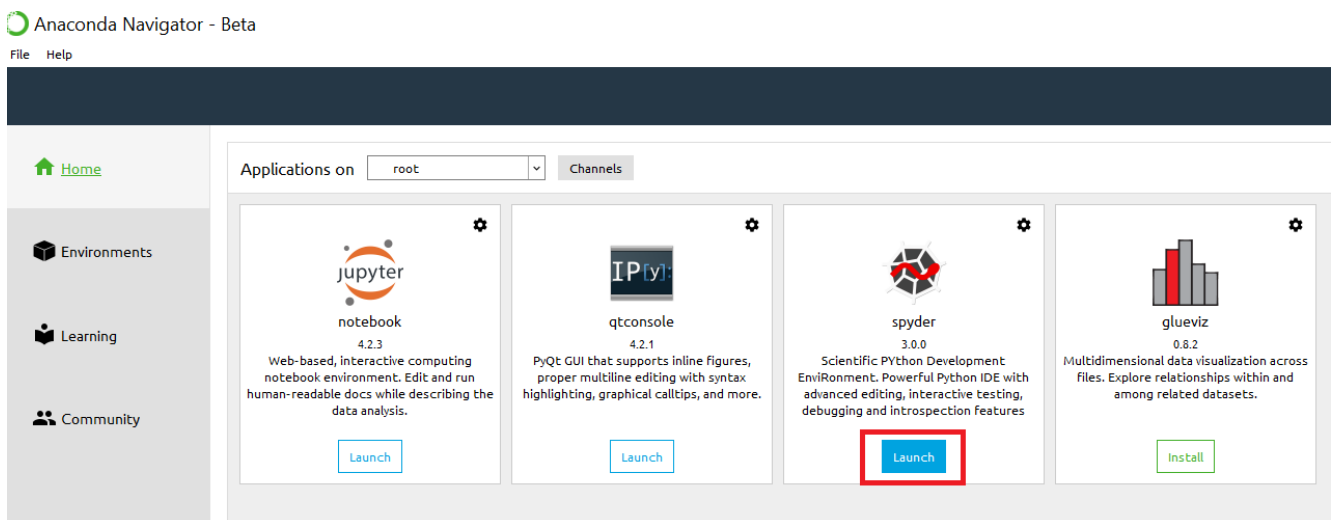 Anaconda Navigator - Beta
File Help
Home
Applications on root Channels
Environments
Learning
Community
jupyter
notebook
4.2.3
Web-based, interactive computing
notebook environment. Edit and run
human-readable docs while describing the
data analysis.
Launch
IP[y]:
qtconsole
4.2.1
PyQt GUI that supports inline figures,
proper multiline editing with syntax
highlighting, graphical calltips, and more.
Launch
spyder
3.0.0
Scientific PYthon Development
EnviRonment. Powerful Python IDE with
advanced editing, interactive testing,
debugging and introspection features
Launch
glueviz
0.8.2
Multidimensional data visualization across
files. Explore relationships within and
among related datasets.
Install